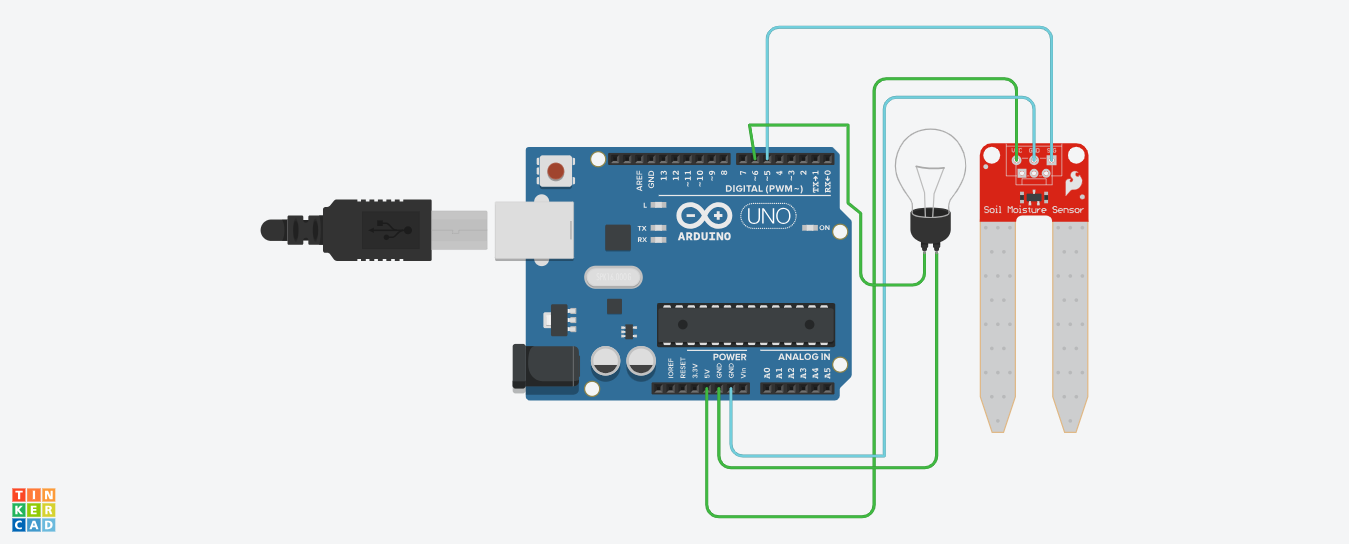 VCC GND SIG
AREF
GND
13
12
~11
~10
~9
8
7
~6
~5
4
~3
2
TX→1
RX←0
DIGITAL (PWM~)
L
TX
RX
ARDUINO
UNO
ON
Soil Moisture Sensor
POWER
ANALOG IN
IOREF
RESET
3.3V
5V
GND
GND
Vin
A0
A1
A2
A3
A4
A5
TIN
KER
CAD